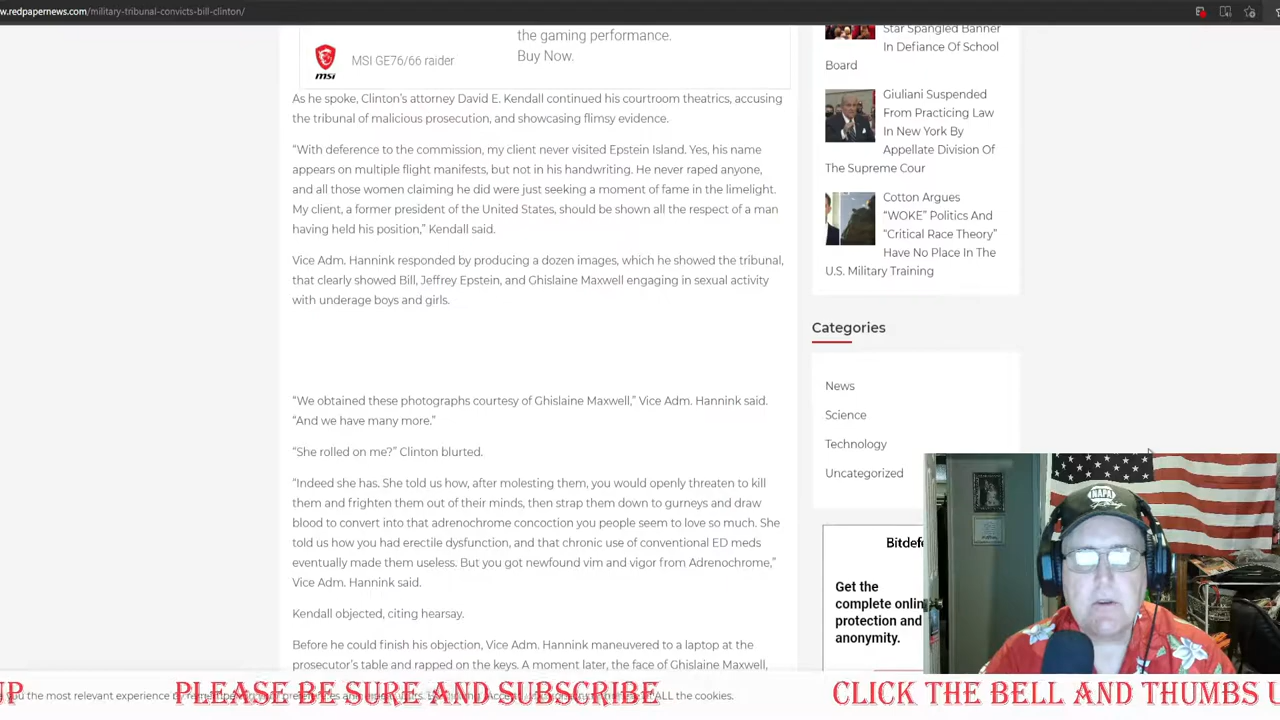 www.redpapernews.com/military-tribunal-convicts-bill-clinton/
the gaming performance.
Buy Now.
msi
MSI GE76/66 raider
As he spoke, Clinton's attorney David E. Kendall continued his courtroom theatrics, accusing
the tribunal of malicious prosecution, and showcasing flimsy evidence.
“With deference to the commission, my client never visited Epstein Island. Yes, his name
appears on multiple flight manifests, but not in his handwriting. He never raped anyone,
and all those women claiming he did were just seeking a moment of fame in the limelight.
My client, a former president of the United States, should be shown all the respect of a man
having held his position,” Kendall said.
Vice Adm. Hannink responded by producing a dozen images, which he showed the tribunal,
that clearly showed Bill, Jeffrey Epstein, and Ghislaine Maxwell engaging in sexual activity
with underage boys and girls.
“We obtained these photographs courtesy of Ghislaine Maxwell,” Vice Adm. Hannink said.
“And we have many more.”
“She rolled on me?” Clinton blurted.
“Indeed she has. She told us how, after molesting them, you would openly threaten to kill
them and frighten them out of their minds, then strap them down to gurneys and draw
blood to convert into that adrenochrome concoction you people seem to love so much. She
told us how you had erectile dysfunction, and that chronic use of conventional ED meds
eventually made them useless. But you got newfound vim and vigor from Adrenochrome,”
Vice Adm. Hannink said.
Kendall objected, citing hearsay.
Before he could finish his objection, Vice Adm. Hannink maneuvered to a laptop at the
prosecutor's table and rapped on the keys. A moment later, the face of Ghislaine Maxwell,
Star Spangled Banner
In Defiance Of School
Board
Giuliani Suspended
From Practicing Law
In New York By
Appellate Division Of
The Supreme Cour
Cotton Argues
“WOKE” Politics And
“Critical Race Theory”
Have No Place In The
U.S. Military Training
Categories
News
Science
Technology
Uncategorized
Bitdefe
Get the
complete onlin
protection and
anonymity.
NAPA
you the most relevant experience
ALL the cookies.
UP PLEASE BE SURE AND SUBSCRIBE CLICK THE BELL AND THUMBS U